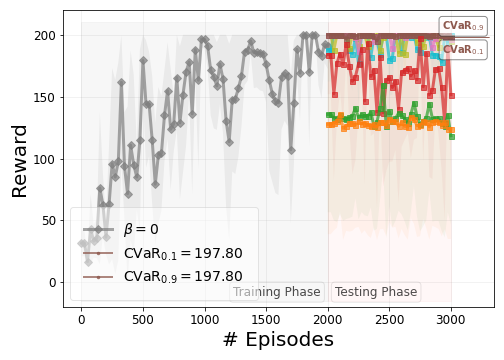 200
150
100
50
0
Reward
CVaR0.9
CVaR0.1
β = 0
CVaR0.1 = 197.80
CVaR0.9 = 197.80
Training Phase
Testing Phase
0 500 1000 1500 2000 2500 3000
# Episodes